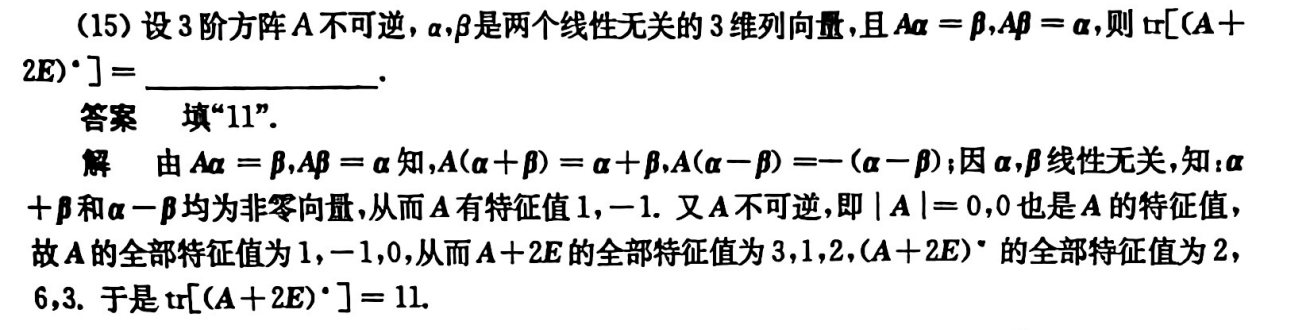 (15) 设3阶方阵A不可逆,α,β是两个线性无关的3维列向量,且Aα=β,Aβ=α,则tr[(A+
2E)*]=____________.
答案 填“11”.
解 由Aα=β,Aβ=α知,A(α+β)=α+β,A(α-β)=-(α-β);因α,β线性无关,知:α
+β和α-β均为非零向量,从而A有特征值1,-1. 又A不可逆,即|A|=0,0也是A的特征值,
故A的全部特征值为1,-1,0,从而A+2E的全部特征值为3,1,2,(A+2E)*的全部特征值为2,
6,3. 于是tr[(A+2E)*]=11.